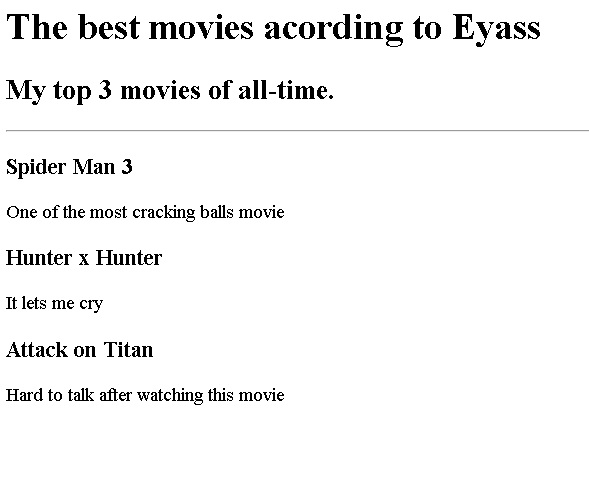 The best movies acording to Eyass
My top 3 movies of all-time.
Spider Man 3
One of the most cracking balls movie
Hunter x Hunter
It lets me cry
Attack on Titan
Hard to talk after watching this movie